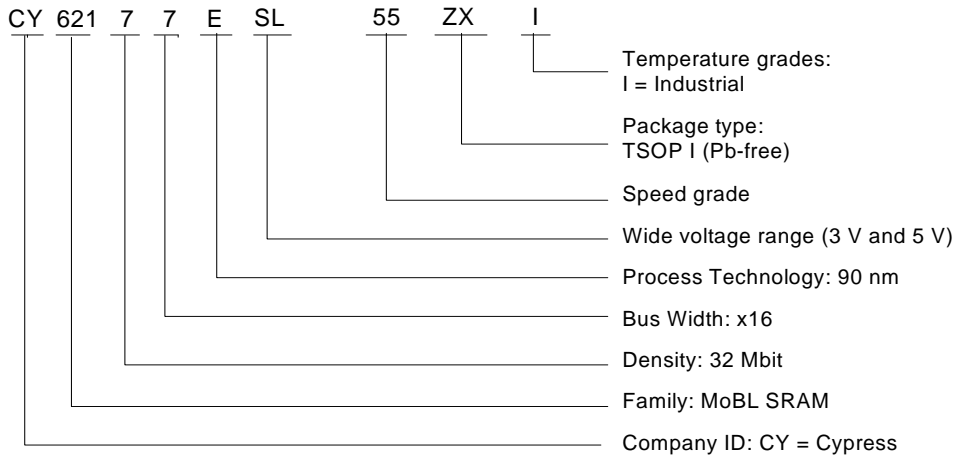 CY 621 7 7 E SL 55 ZX I
Temperature grades:
I = Industrial
Package type:
TSOP I (Pb-free)
Speed grade
Wide voltage range (3 V and 5 V)
Process Technology: 90 nm
Bus Width: x16
Density: 32 Mbit
Family: MoBL SRAM
Company ID: CY = Cypress